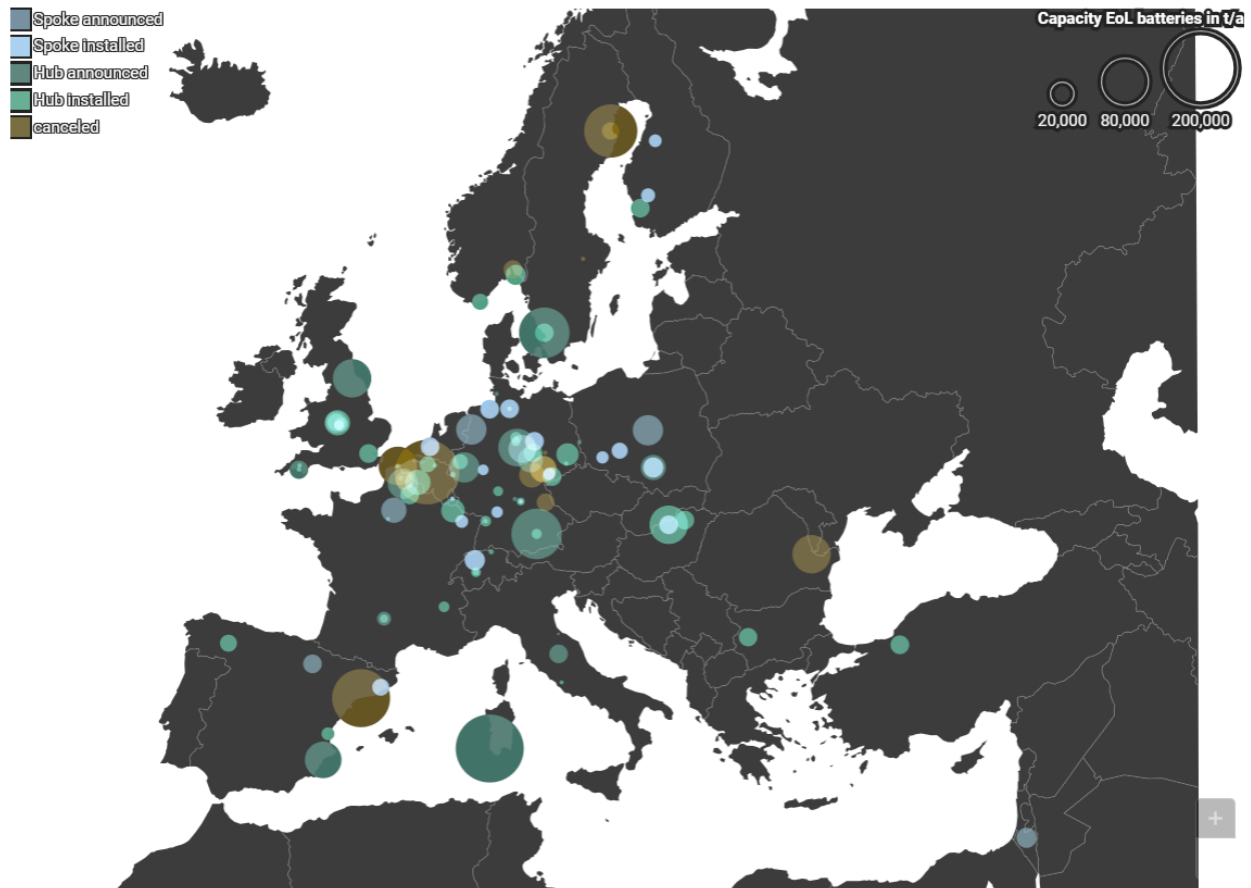 Spoke announced
Spoke installed
Hub announced
Hub installed
canceled
Capacity EoL batteries in t/a
20,000
80,000
200,000
+